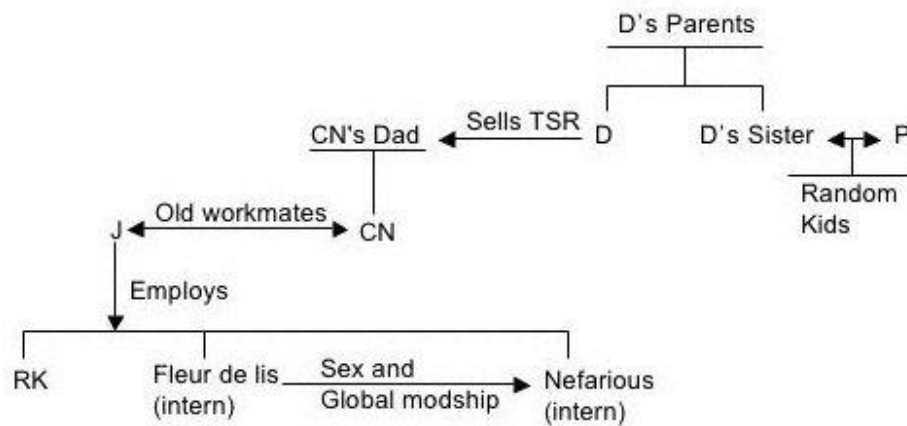 D's Parents
Sells TSR
CN's Dad
D
D's Sister
P
Random
Kids
Old workmates
J
CN
Employs
RK
Fleur de lis
(intern)
Sex and
Global modship
Nefarious
(intern)